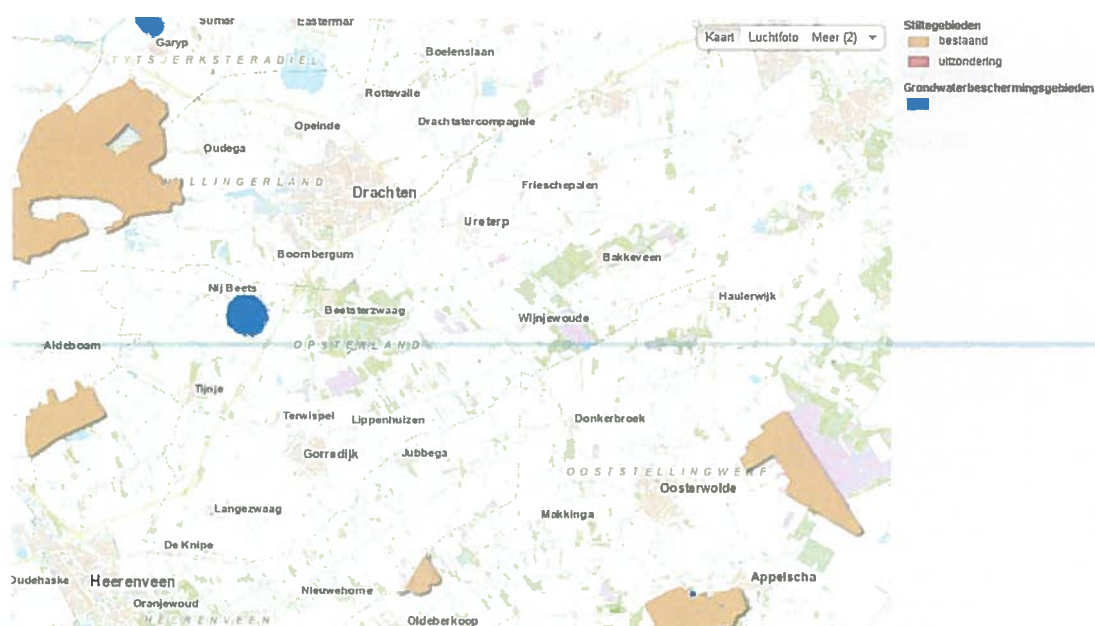 Sumar
Eastermar
Garyp
TYTSJERKSTERADIEL
Boelenslaan
Kaart Luchtfoto Meer (2)
Stiltegebieden
bestaand
uitzondering
Grondwaterbeschermingsgebieden
Rottevalle
Opeinde
Drachtstercompagnie
Oudega
LLINGERLAND
Drachten
Frieschepalen
Ureterp
Boornbergum
Bakkeveen
Nij Beets
Haulerwijk
Beetsterzwaag
Wijnjewoude
Aldeboarn
OPSTERLAND
Tijnje
Terwispel
Lippenhuizen
Donkerbroek
Gorredijk
Jubbega
OOSTSTELLINGWERF
Oosterwolde
Langezwaag
Makkinga
De Knipe
Oudehaske
Heerenveen
Nieuwehorne
Appelscha
Oranjewoud
HEERENVEEN
Oldeberkoop